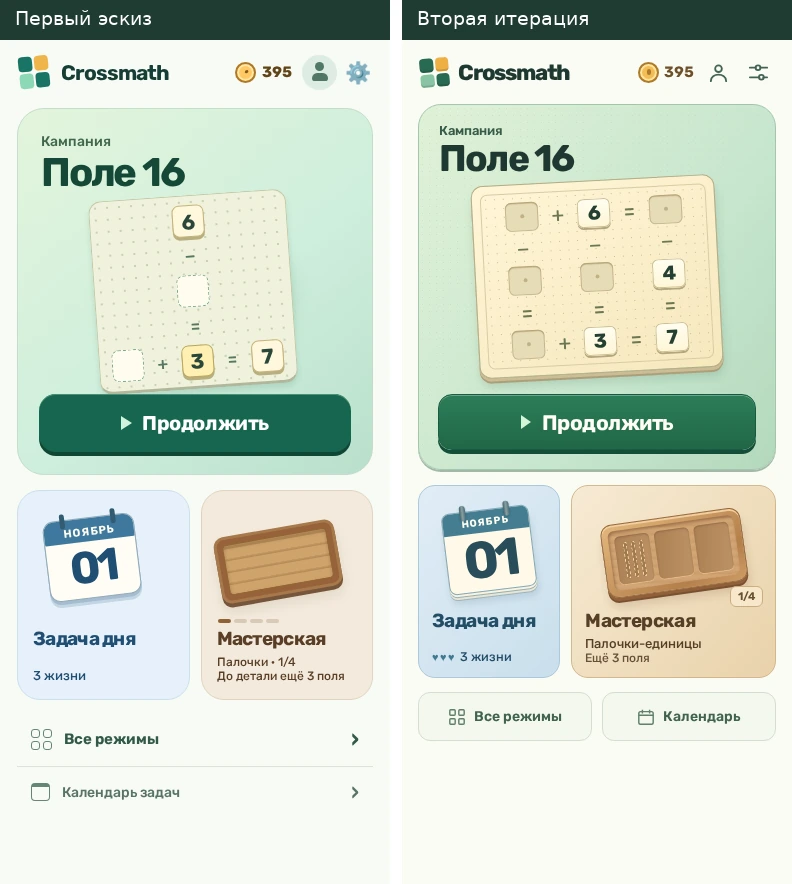 Первый эскиз
Crossmath
395
Кампания
Поле 16
6
−
=
+ 3 = 7
Продолжить
НОЯБРЬ
01
Задача дня
3 жизни
Мастерская
Палочки • 1/4
До детали ещё 3 поля
Все режимы
Календарь задач
Вторая итерация
Crossmath
395
Кампания
Поле 16
+ 6 =
− − −
4
= = =
+ 3 = 7
Продолжить
НОЯБРЬ
01
Задача дня
♥♥♥ 3 жизни
1/4
Мастерская
Палочки-единицы
Ещё 3 поля
Все режимы
Календарь